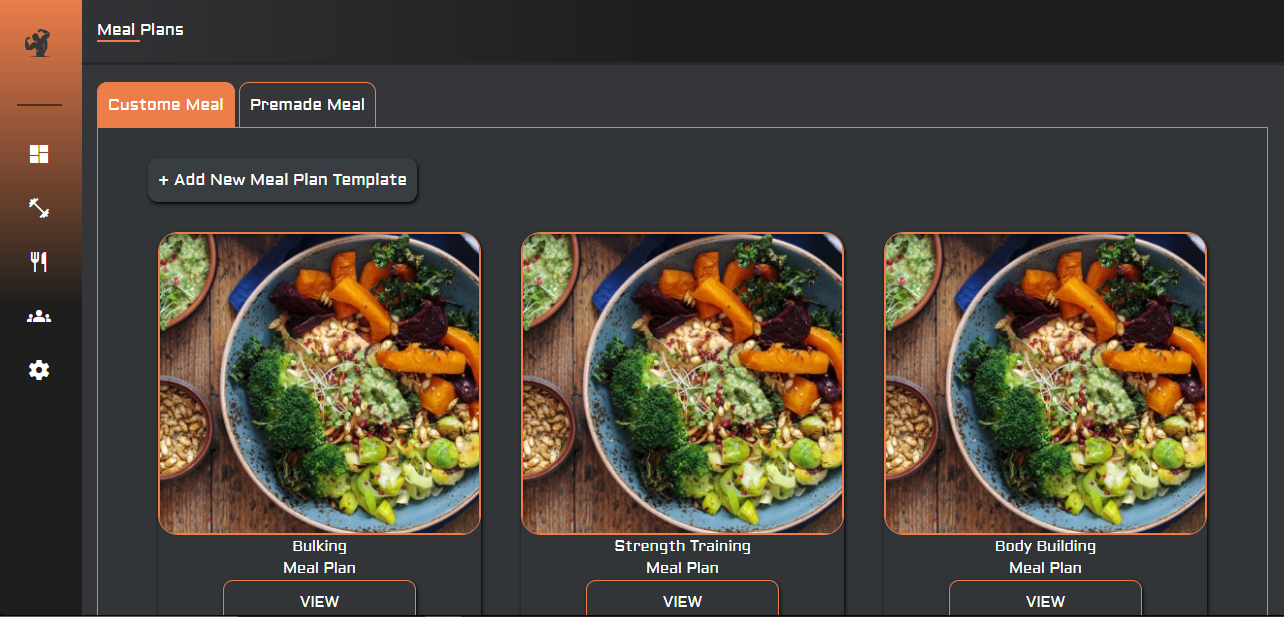 Meal Plans
Custome Meal
Premade Meal
+ Add New Meal Plan Template
Bulking
Meal Plan
VIEW
Strength Training
Meal Plan
VIEW
Body Building
Meal Plan
VIEW